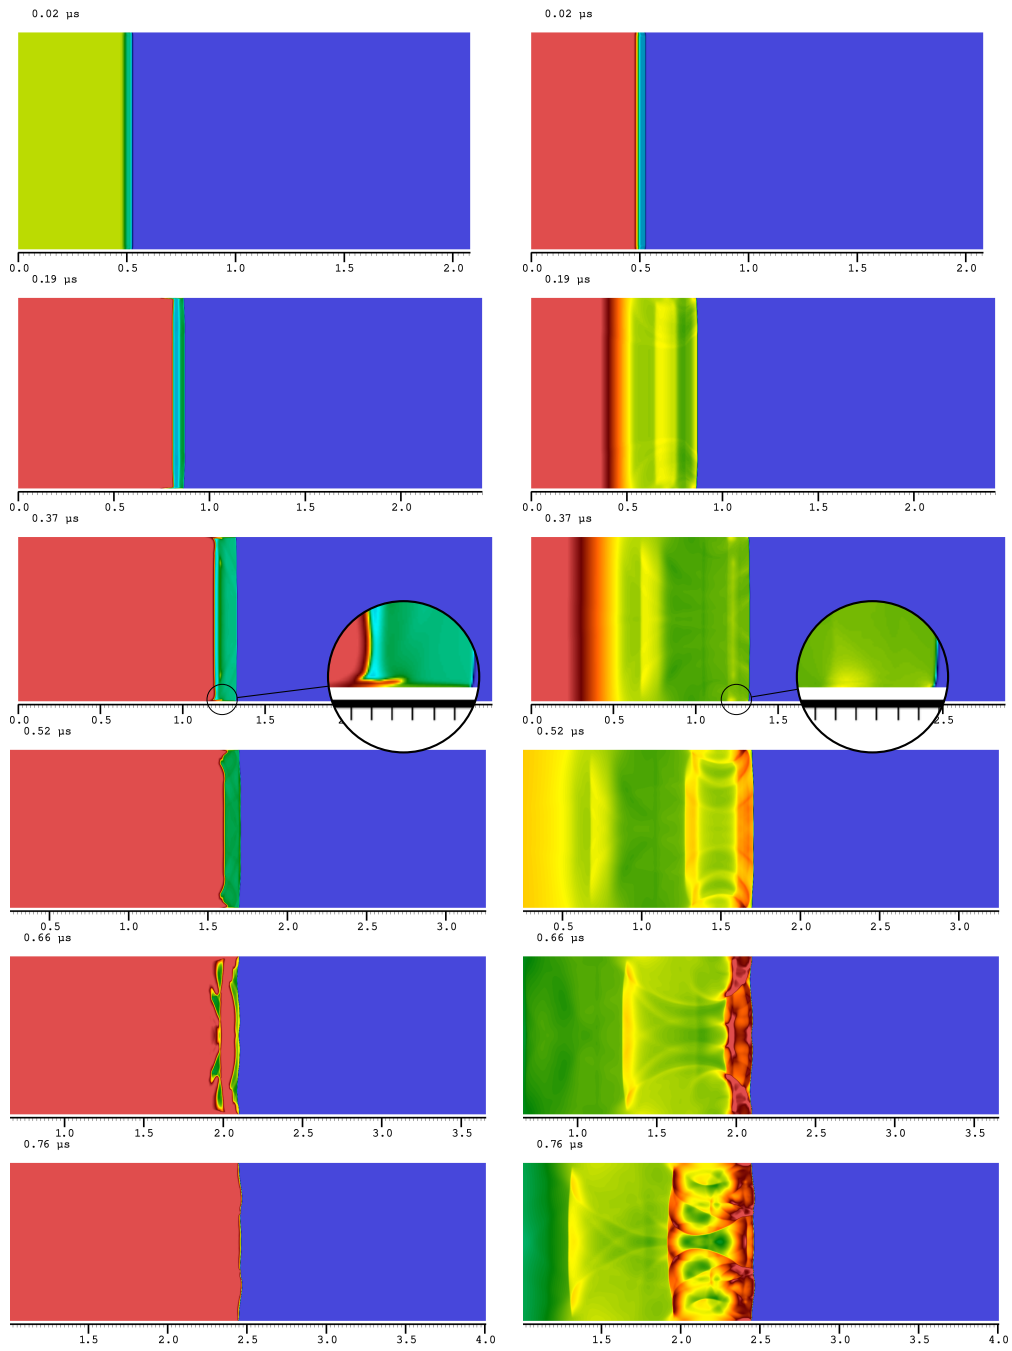 0.02 µs 0.02 µs
0.0 0.5 1.0 1.5 2.0 0.0 0.5 1.0 1.5 2.0
0.19 µs 0.19 µs
0.0 0.5 1.0 1.5 2.0 0.0 0.5 1.0 1.5 2.0
0.37 µs 0.37 µs
0.0 0.5 1.0 1.5 0.0 0.5 1.0 1.5 2.5
0.52 µs 0.52 µs
0.5 1.0 1.5 2.0 2.5 3.0 0.5 1.0 1.5 2.0 2.5 3.0
0.66 µs 0.66 µs
1.0 1.5 2.0 2.5 3.0 3.5 1.0 1.5 2.0 2.5 3.0 3.5
0.76 µs 0.76 µs
1.5 2.0 2.5 3.0 3.5 4.0 1.5 2.0 2.5 3.0 3.5 4.0